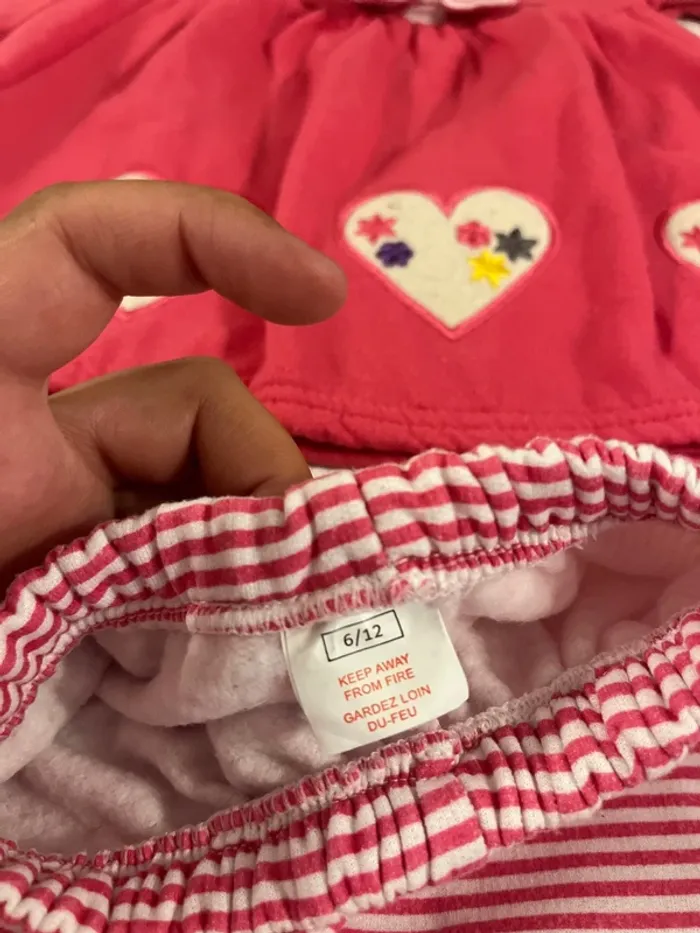 6/12
KEEP AWAY
FROM FIRE
GARDEZ LOIN
DU-FEU